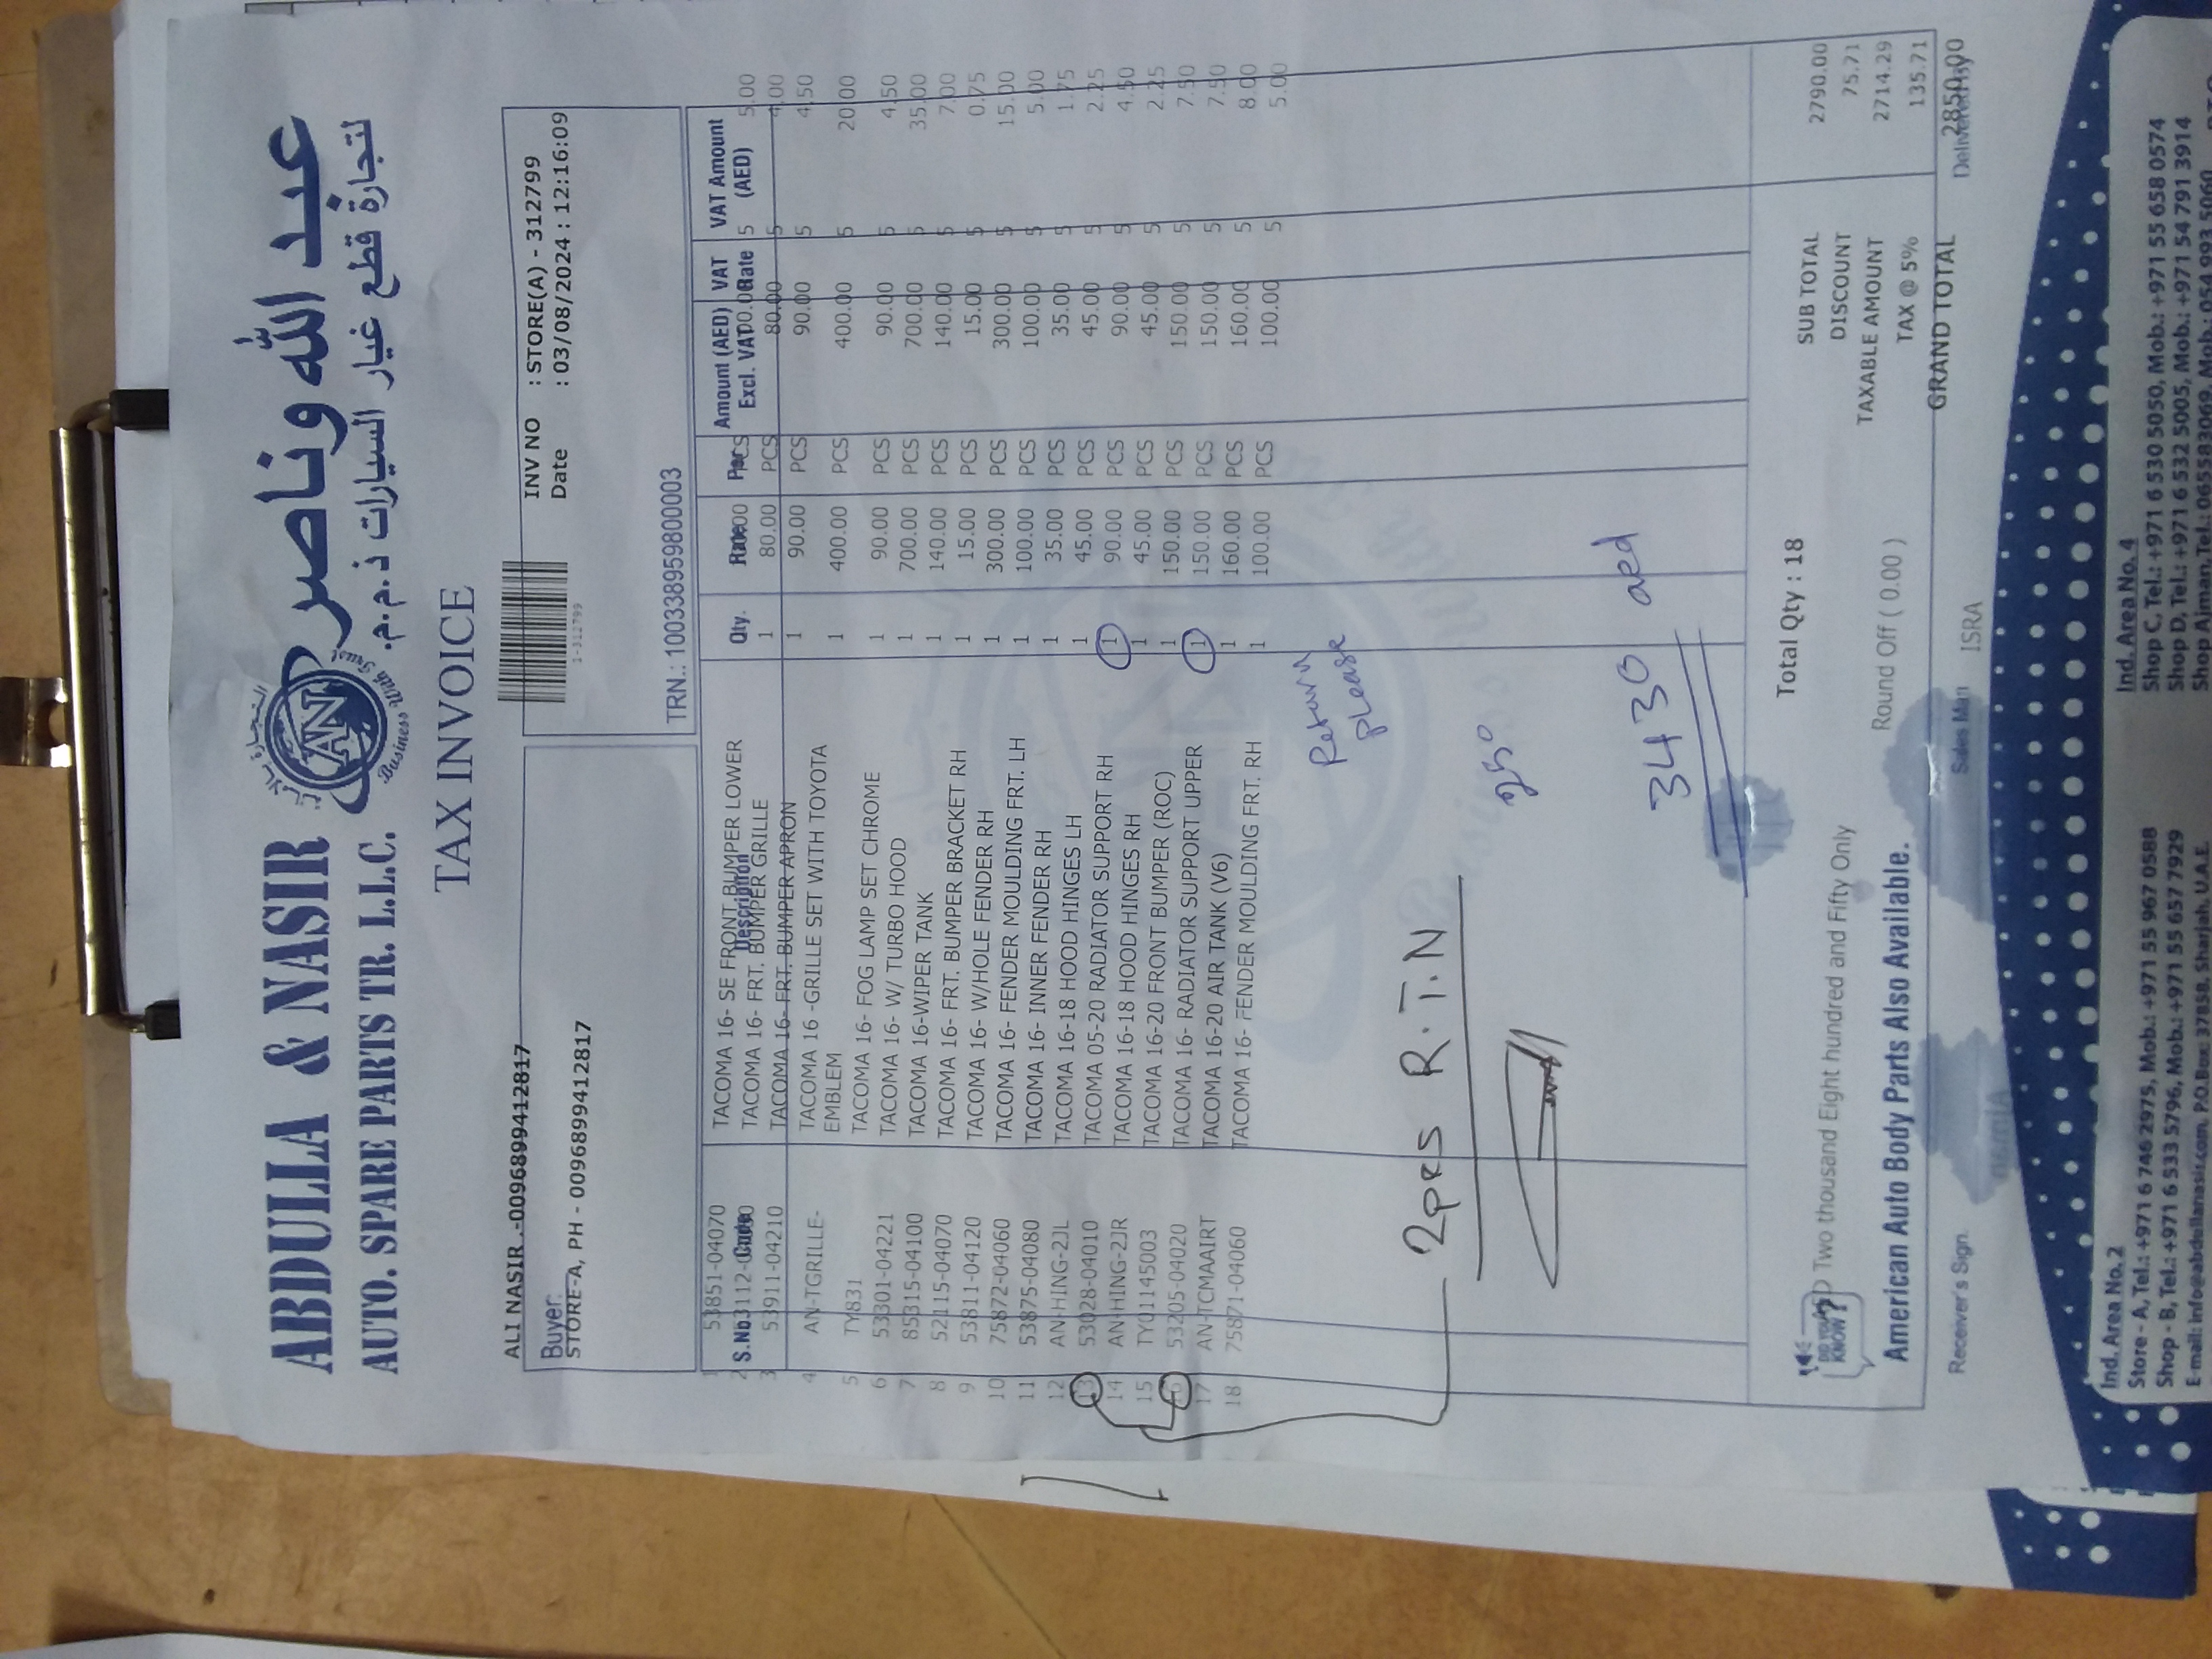 عبد الله وناصر
لتجارة قطع غيار السيارات ذ.م.م.
ABDULLA & NASIR
AUTO. SPARE PARTS TR. L.L.C.
AN
Business With Trust
TAX INVOICE
ALI NASIR .-0096899412817
Buyer:
STORE-A, PH - 0096899412817
1-312799
INV NO : STORE(A) - 312799
Date : 03/08/2024 : 12:16:09
TRN.: 100338959800003
S.No. Code Description Qty. Rate Per Amount (AED) Excl. VAT VAT Rate VAT Amount (AED)
1 53851-04070 TACOMA 16- SE FRONT BUMPER LOWER PCS 5 5.00
2 TACOMA 16- FRT. BUMPER GRILLE 1 80.00 PCS 80.00 5 4.00
3 53911-04210 TACOMA 16- FRT. BUMPER APRON 1 90.00 PCS 90.00 5 4.50
4 AN-TGRILLE- TACOMA 16 -GRILLE SET WITH TOYOTA EMBLEM 1 400.00 PCS 400.00 5 20.00
5 TY831 TACOMA 16- FOG LAMP SET CHROME 1 90.00 PCS 90.00 5 4.50
6 53301-04221 TACOMA 16- W/ TURBO HOOD 1 700.00 PCS 700.00 5 35.00
7 85315-04100 TACOMA 16-WIPER TANK 1 140.00 PCS 140.00 5 7.00
8 52115-04070 TACOMA 16- FRT. BUMPER BRACKET RH 1 15.00 PCS 15.00 5 0.75
9 53811-04120 TACOMA 16- W/HOLE FENDER RH 1 300.00 PCS 300.00 5 15.00
10 75872-04060 TACOMA 16- FENDER MOULDING FRT. LH 1 100.00 PCS 100.00 5 5.00
11 53875-04080 TACOMA 16- INNER FENDER RH 1 35.00 PCS 35.00 5 1.75
12 AN-HING-2JL TACOMA 16-18 HOOD HINGES LH 1 45.00 PCS 45.00 5 2.25
13 53028-04010 TACOMA 05-20 RADIATOR SUPPORT RH 1 90.00 PCS 90.00 5 4.50
14 AN-HING-2JR TACOMA 16-18 HOOD HINGES RH 1 45.00 PCS 45.00 5 2.25
15 TY01145003 TACOMA 16-20 FRONT BUMPER (ROC) 1 150.00 PCS 150.00 5 7.50
16 53205-04020 TACOMA 16- RADIATOR SUPPORT UPPER 1 150.00 PCS 150.00 5 7.50
17 AN-TCMAAIRT TACOMA 16-20 AIR TANK (V6) 1 160.00 PCS 160.00 5 8.00
18 75871-04060 TACOMA 16- FENDER MOULDING FRT. RH 1 100.00 PCS 100.00 5 5.00
Return
please
2 pcs R.T.N
250
3430 aed
Total Qty : 18
SUB TOTAL 2790.00
DISCOUNT 75.71
TAXABLE AMOUNT 2714.29
TAX @ 5% 135.71
GRAND TOTAL 2850.00
DID YOU KNOW?
Two thousand Eight hundred and Fifty Only
Round Off ( 0.00 )
American Auto Body Parts Also Available.
Receiver's Sign.
Sales Man ISRA
Delivered By
Ind. Area No.2
Store - A, Tel.: +971 6 746 2975, Mob.: +971 55 967 0588
Shop - B, Tel.: +971 6 533 5796, Mob.: +971 55 657 7929
E-mail: info@abdullanasir.com, P.O.Box: 37858, Sharjah, U.A.E.
Ind. Area No.4
Shop C, Tel.: +971 6 530 5050, Mob.: +971 55 658 0574
Shop D, Tel.: +971 6 532 5005, Mob.: +971 54 791 3914